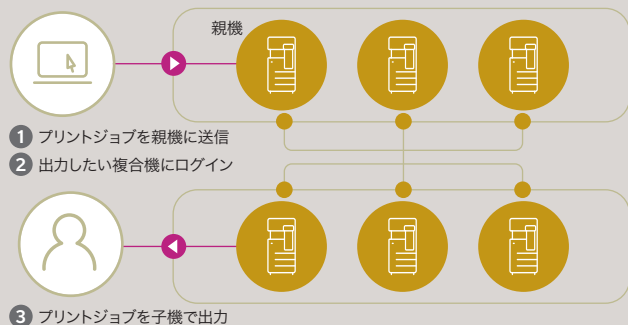 親機
1 プリントジョブを親機に送信
2 出力したい複合機にログイン
3 プリントジョブを子機で出力